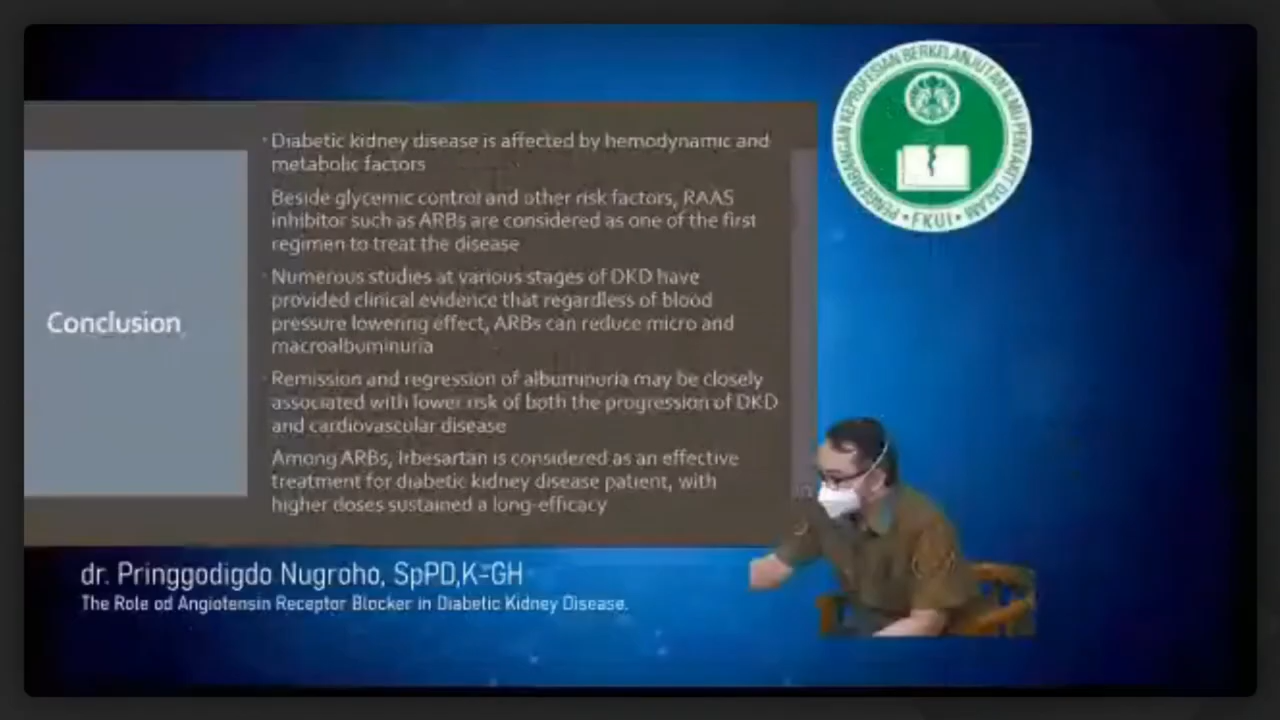 Conclusion
Diabetic kidney disease is affected by hemodynamic and
metabolic factors
Beside glycemic control and other risk factors, RAAS
inhibitor such as ARBs are considered as one of the first
regimen to treat the disease
Numerous studies at various stages of DKD have
provided clinical evidence that regardless of blood
pressure lowering effect, ARBs can reduce micro and
macroalbuminuria
Remission and regression of albuminuria may be closely
associated with lower risk of both the progression of DKD
and cardiovascular disease
Among ARBs, Irbesartan is considered as an effective
treatment for diabetic kidney disease patient, with
higher doses sustained a long-efficacy
PENGEMBANGAN KEPROFESIAN BERKELANJUTAN ILMU PENYAKIT DALAM
• FKUI •
dr. Pringgodigdo Nugroho, SpPD,K-GH
The Role od Angiotensin Receptor Blocker in Diabetic Kidney Disease.